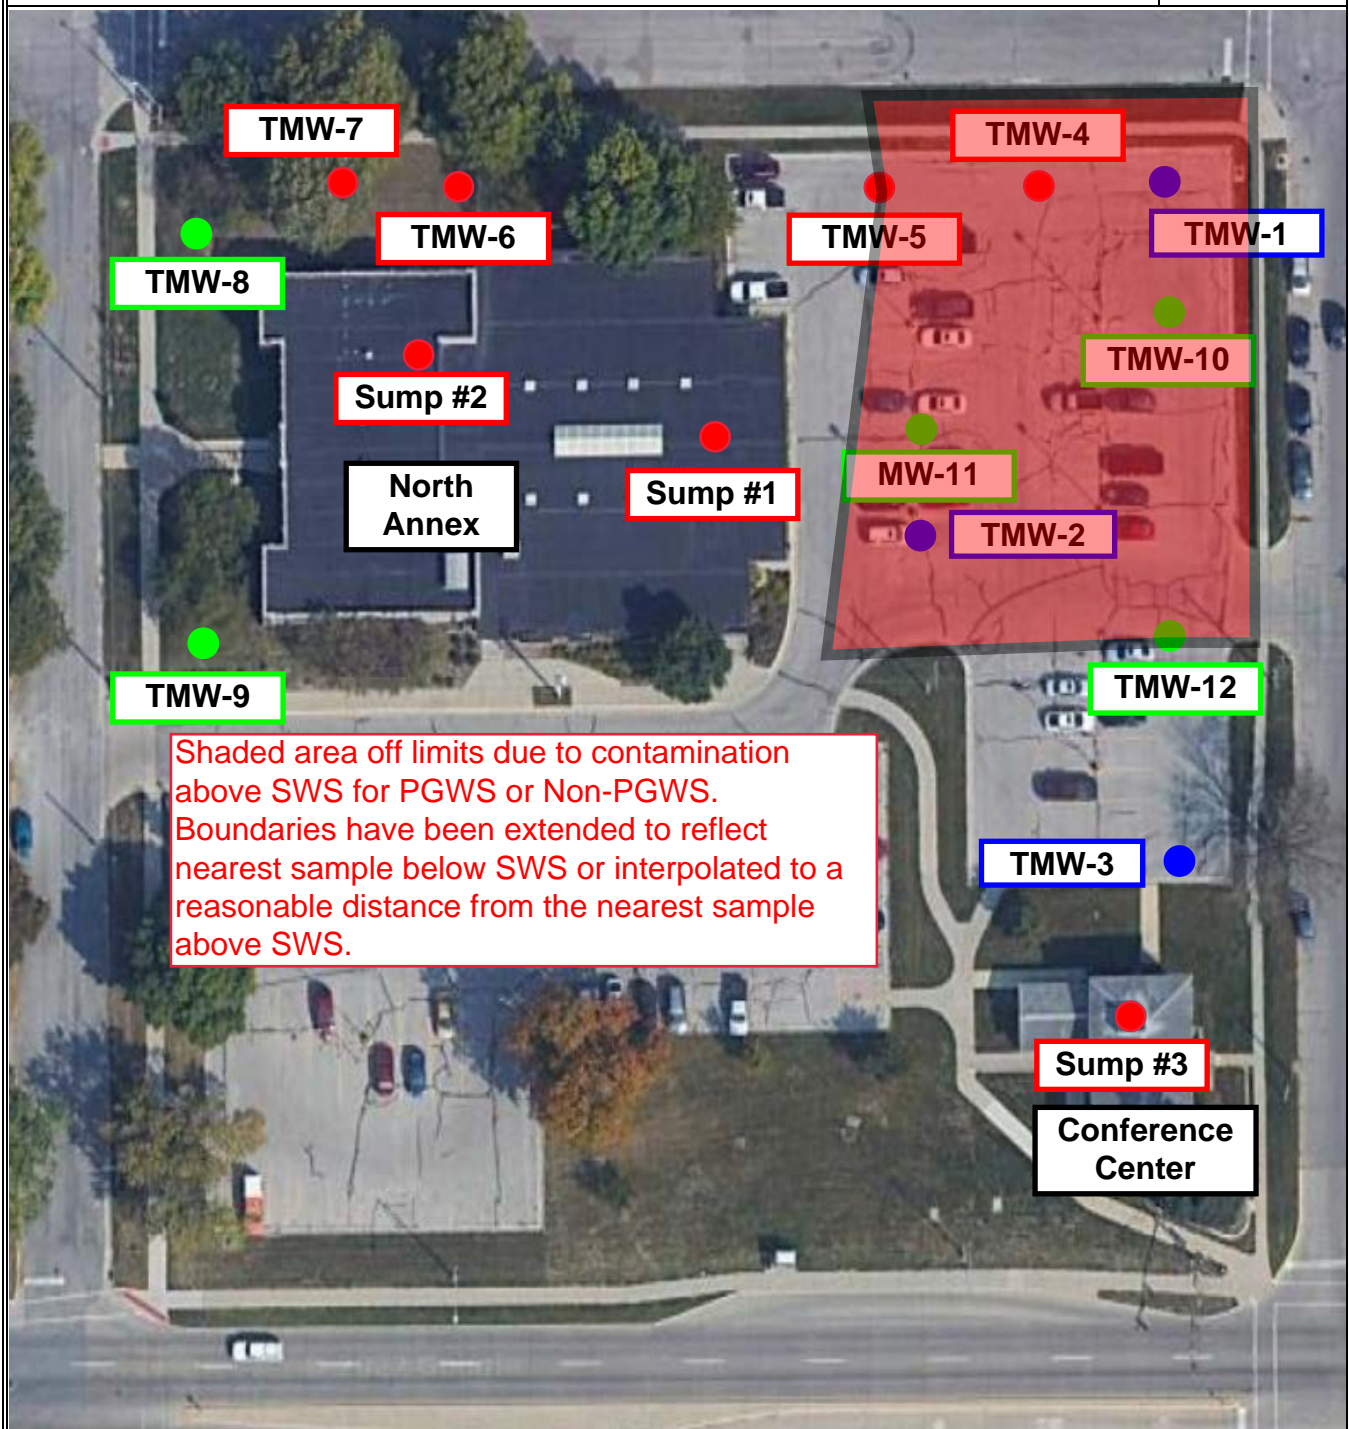 TMW-7
TMW-4
TMW-6
TMW-5
TMW-1
TMW-8
TMW-10
Sump #2
MW-11
Sump #1
North
Annex
TMW-2
TMW-9
TMW-12
Shaded area off limits due to contamination
above SWS for PGWS or Non-PGWS.
Boundaries have been extended to reflect
nearest sample below SWS or interpolated to a
reasonable distance from the nearest sample
above SWS.
TMW-3
Sump #3
Conference
Center